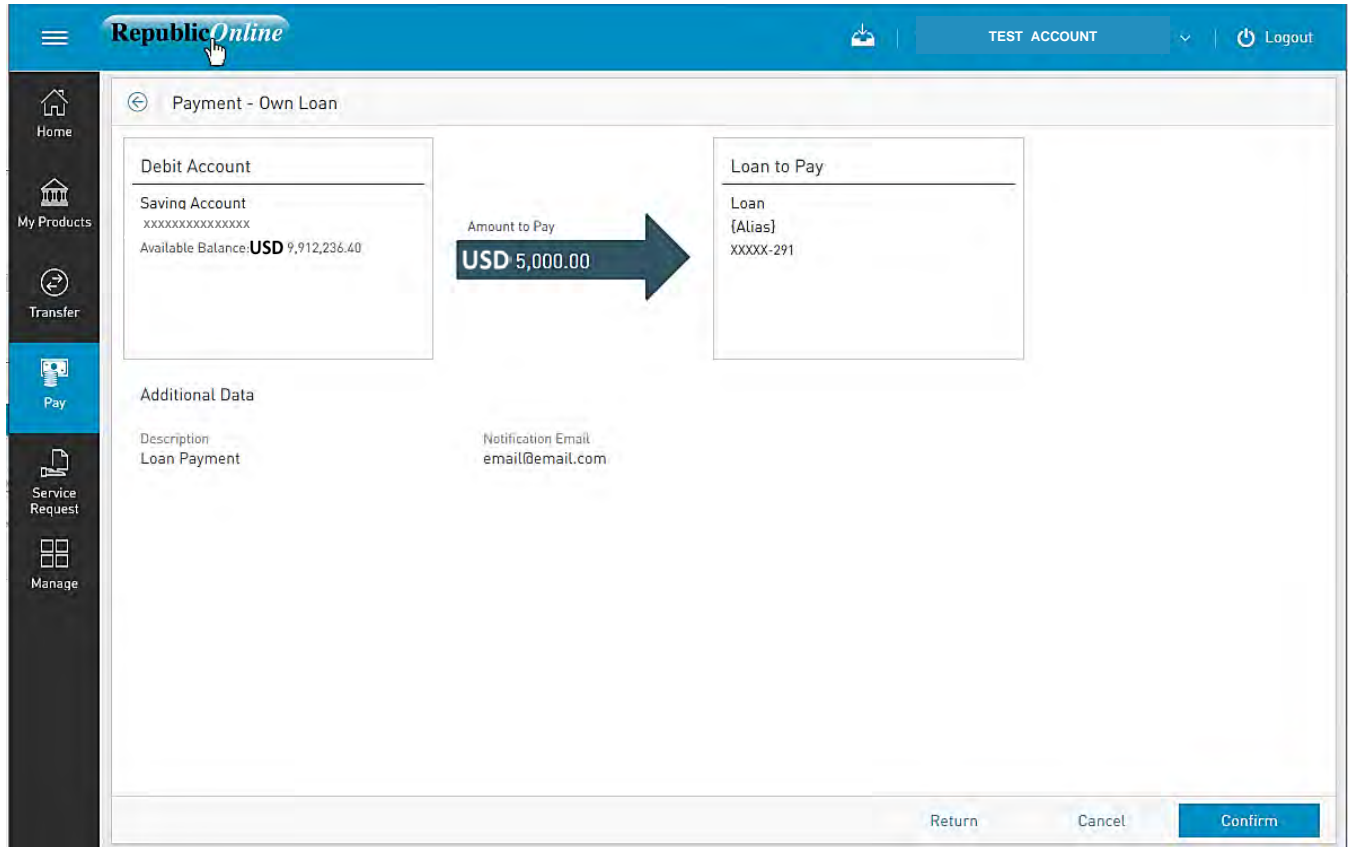 RepublicOnline
TEST ACCOUNT
Logout
Home
My Products
Transfer
Pay
Service
Request
Manage
Payment - Own Loan
Debit Account
Saving Account
xxxxxxxxxxxxxxx
Available Balance:USD 9,912,236.40
Amount to Pay
USD 5,000.00
Loan to Pay
Loan
{Alias}
XXXXX-291
Additional Data
Description
Loan Payment
Notification Email
email@email.com
Return
Cancel
Confirm